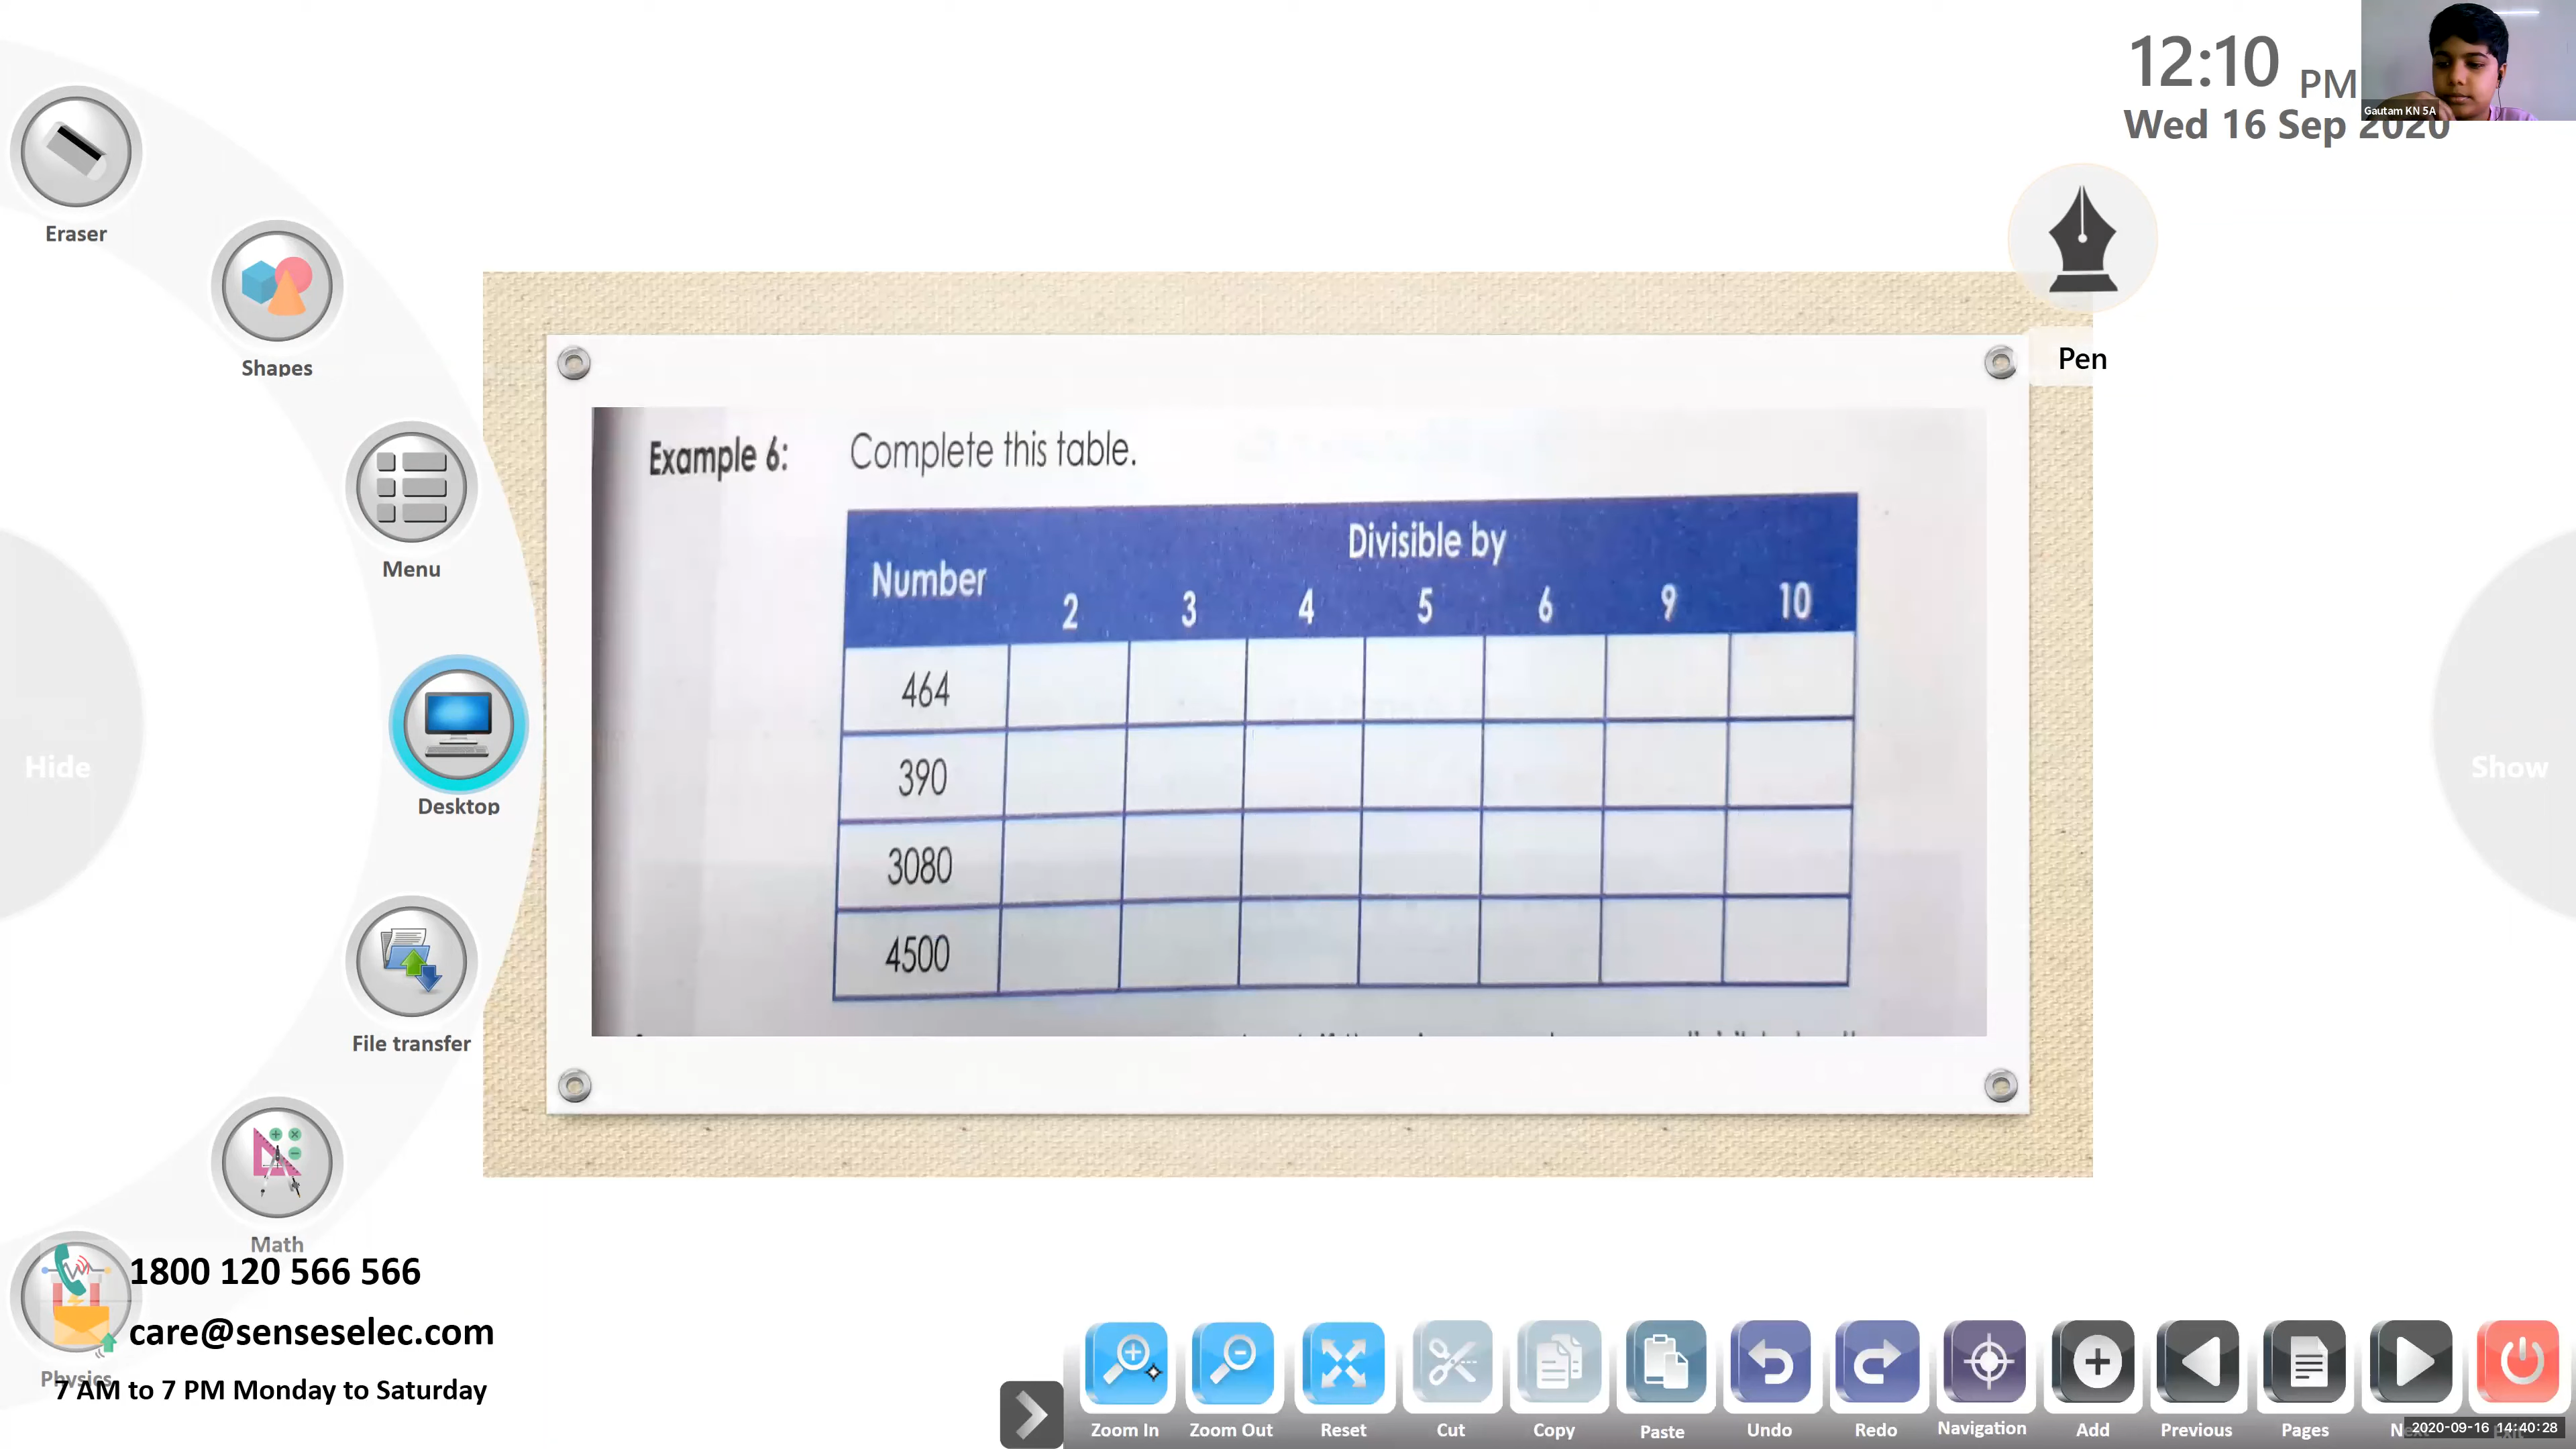 12:10 PM
Wed 16 Sep 2020
Gautam KN 5A
Eraser
Shapes
Menu
Hide
Desktop
File transfer
Math
Physics
Pen
Show
Example 6: Complete this table.
Number Divisible by
2 3 4 5 6 9 10
464
390
3080
4500
1800 120 566 566
care@senseselec.com
7 AM to 7 PM Monday to Saturday
Zoom In Zoom Out Reset Cut Copy Paste Undo Redo Navigation Add Previous Pages
2020-09-16 14:40:28